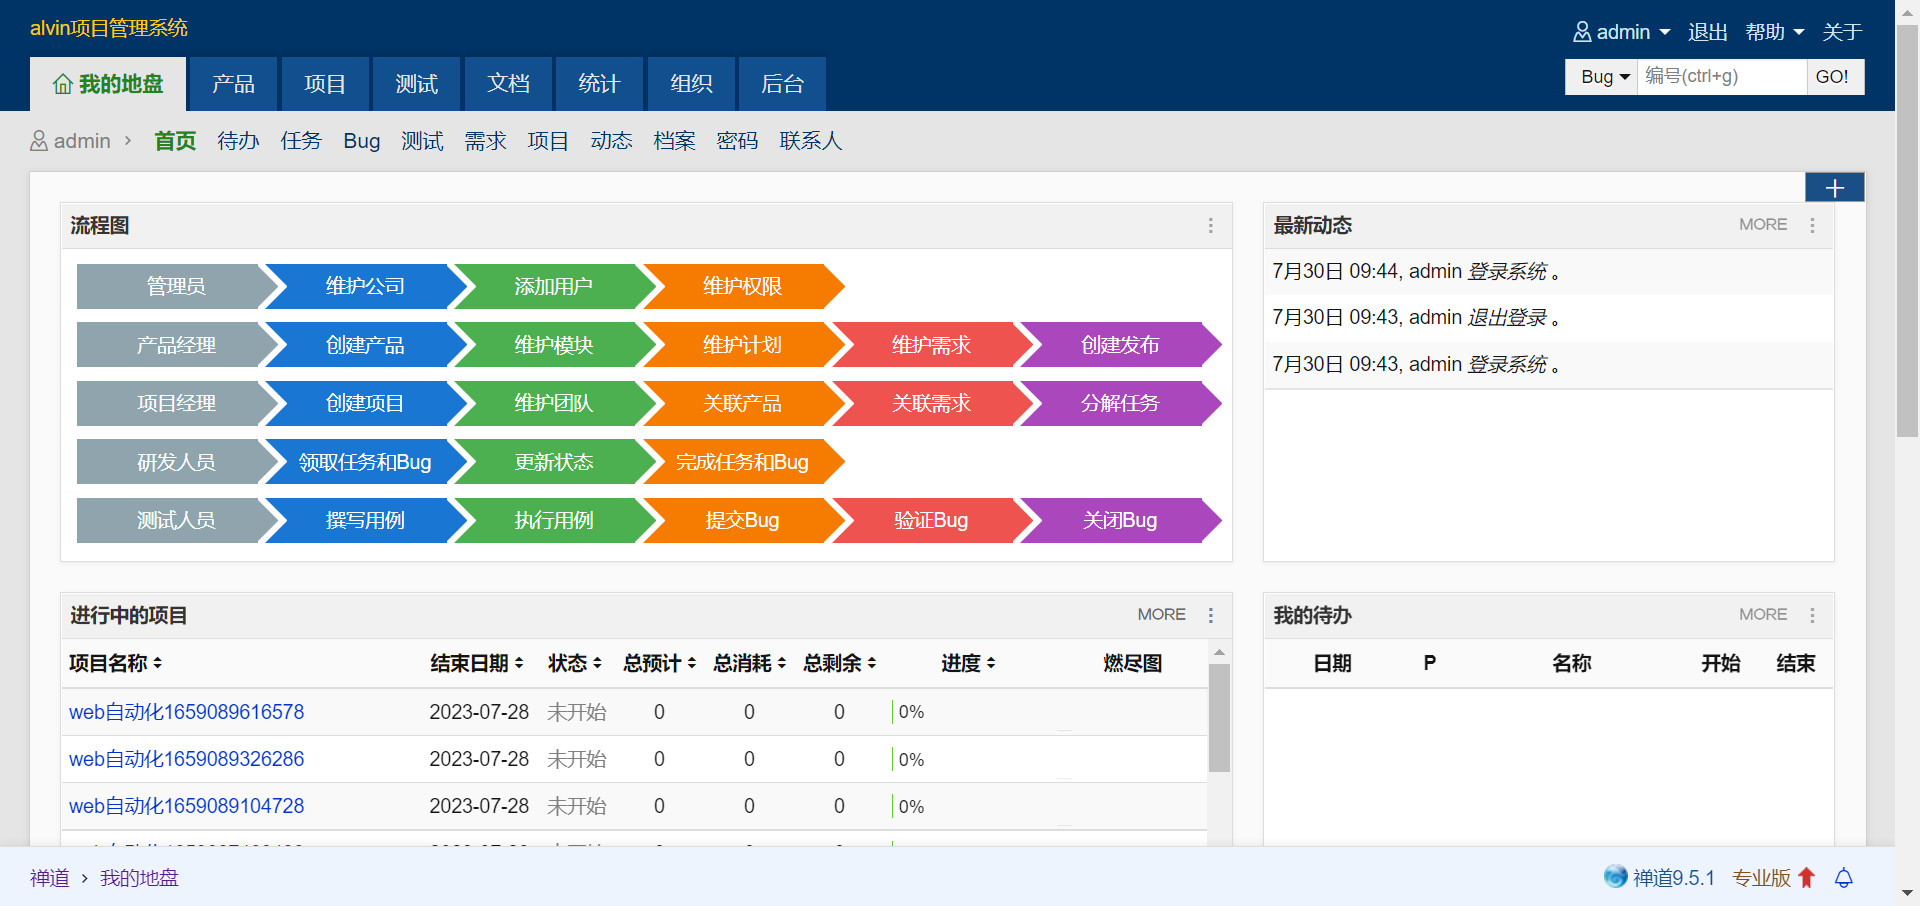 alvin项目管理系统
admin 退出 帮助 关于
我的地盘 产品 项目 测试 文档 统计 组织 后台
Bug 编号(ctrl+g) GO!
admin 首页 待办 任务 Bug 测试 需求 项目 动态 档案 密码 联系人
流程图
管理员 维护公司 添加用户 维护权限
产品经理 创建产品 维护模块 维护计划 维护需求 创建发布
项目经理 创建项目 维护团队 关联产品 关联需求 分解任务
研发人员 领取任务和Bug 更新状态 完成任务和Bug
测试人员 撰写用例 执行用例 提交Bug 验证Bug 关闭Bug
最新动态 MORE
7月30日 09:44, admin 登录系统 。
7月30日 09:43, admin 退出登录 。
7月30日 09:43, admin 登录系统 。
进行中的项目 MORE
项目名称 结束日期 状态 总预计 总消耗 总剩余 进度 燃尽图
web自动化1659089616578 2023-07-28 未开始 0 0 0 0%
web自动化1659089326286 2023-07-28 未开始 0 0 0 0%
web自动化1659089104728 2023-07-28 未开始 0 0 0 0%
我的待办 MORE
日期 P 名称 开始 结束
禅道 › 我的地盘
禅道9.5.1 专业版